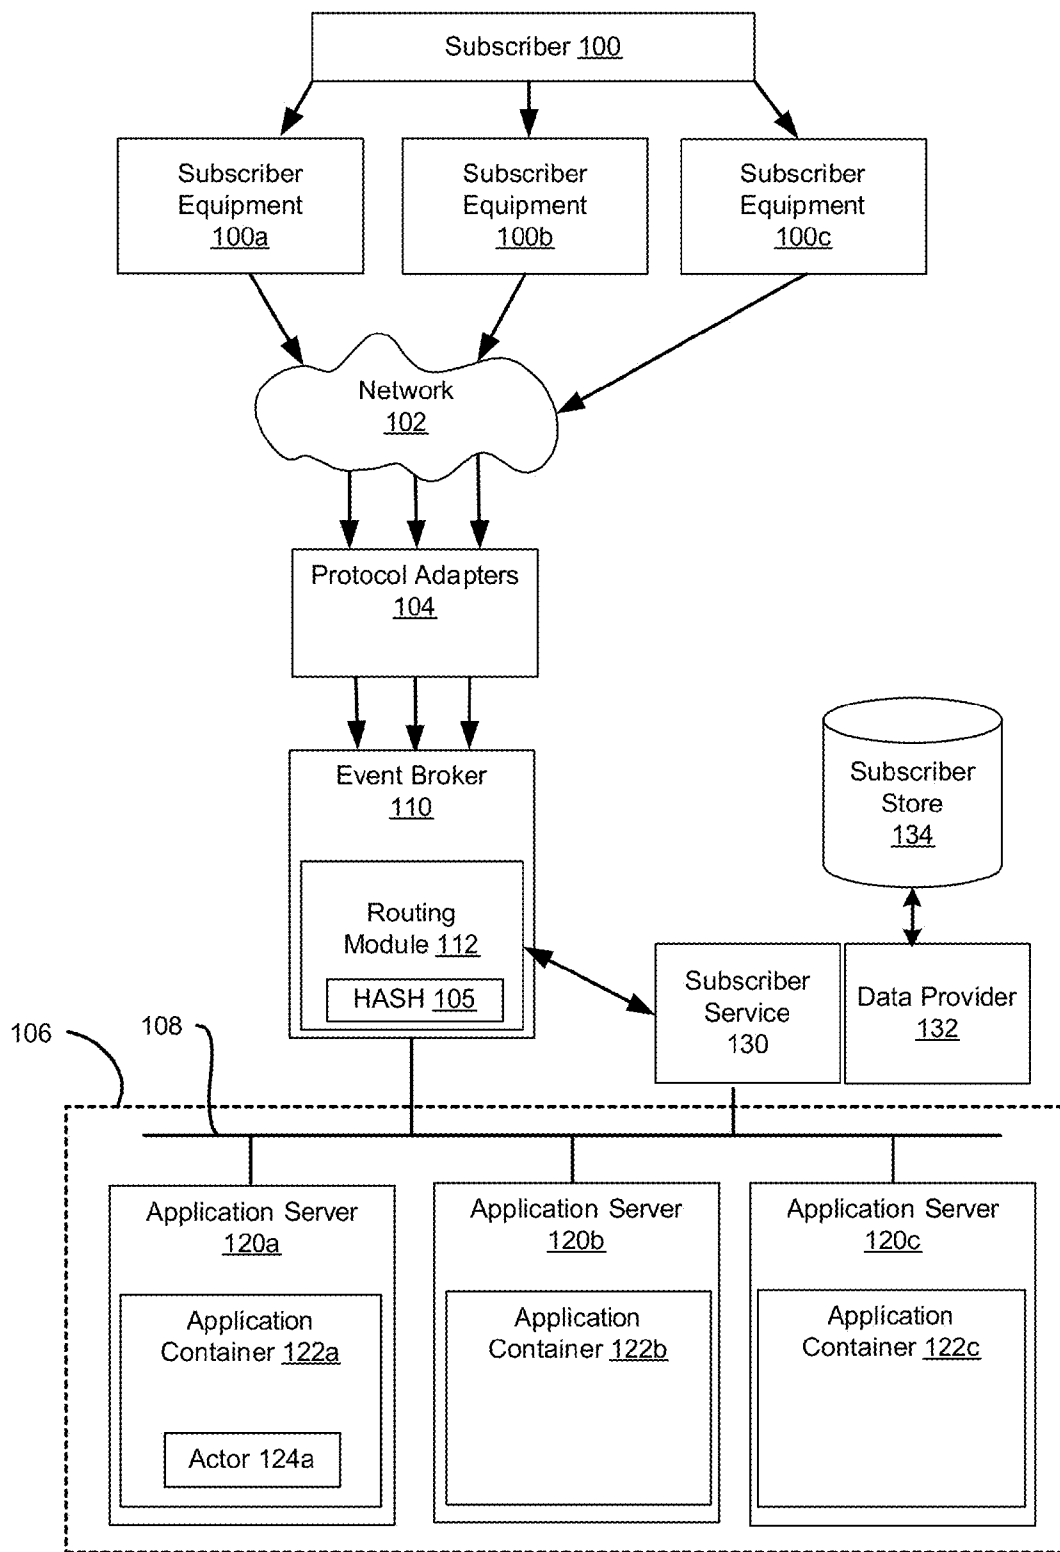 Subscriber 100
Subscriber
Equipment
100a
Subscriber
Equipment
100b
Subscriber
Equipment
100c
Network
102
Protocol Adapters
104
Event Broker
110
Routing
Module 112
HASH 105
Subscriber
Store
134
Subscriber
Service
130
Data Provider
132
106
108
Application Server
120a
Application
Container 122a
Actor 124a
Application Server
120b
Application
Container 122b
Application Server
120c
Application
Container 122c